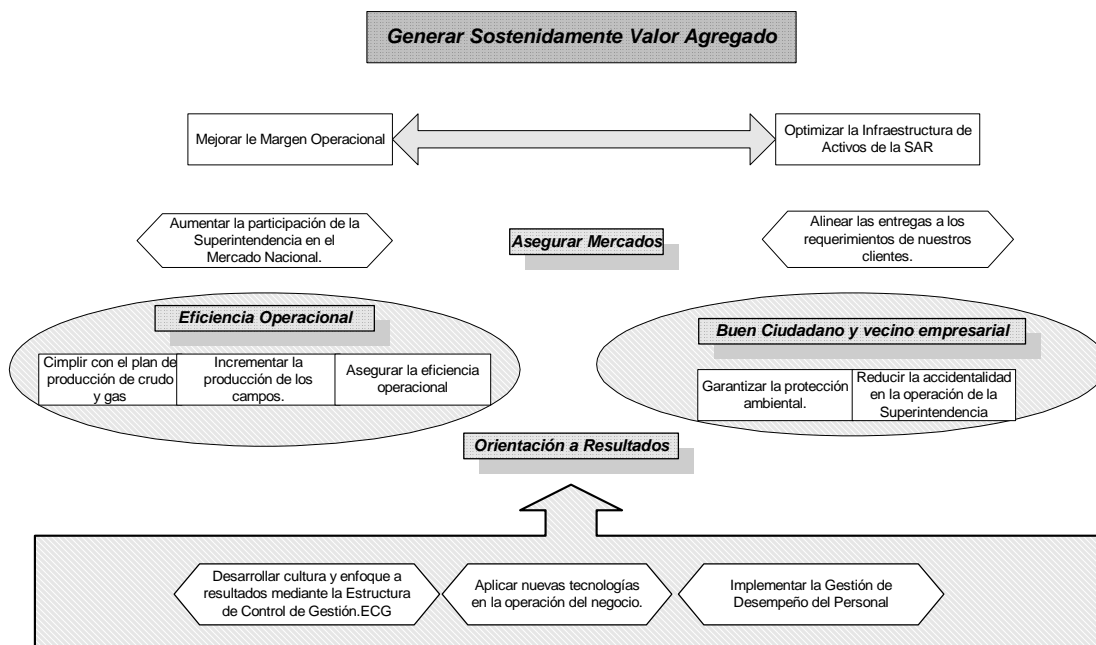 Generar Sostenidamente Valor Agregado
Mejorar le Margen Operacional
Optimizar la Infraestructura de
Activos de la SAR
Aumentar la participación de la
Superintendencia en el
Mercado Nacional.
Asegurar Mercados
Alinear las entregas a los
requerimientos de nuestros
clientes.
Eficiencia Operacional
Cimplir con el plan de
producción de crudo
y gas
Incrementar la
producción de los
campos.
Asegurar la eficiencia
operacional
Buen Ciudadano y vecino empresarial
Garantizar la protección
ambiental.
Reducir la accidentalidad
en la operación de la
Superintendencia
Orientación a Resultados
Desarrollar cultura y enfoque a
resultados mediante la Estructura
de Control de Gestión.ECG
Aplicar nuevas tecnologías
en la operación del negocio.
Implementar la Gestión de
Desempeño del Personal